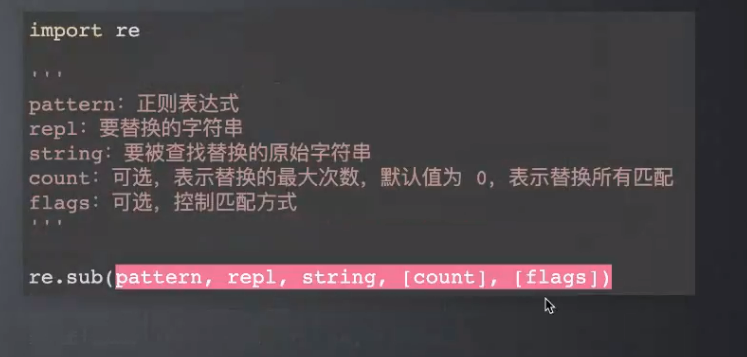 import re
'''
pattern：正则表达式
repl：要替换的字符串
string：要被查找替换的原始字符串
count：可选，表示替换的最大次数，默认值为 0，表示替换所有匹配
flags：可选，控制匹配方式
'''
re.sub(pattern, repl, string, [count], [flags])